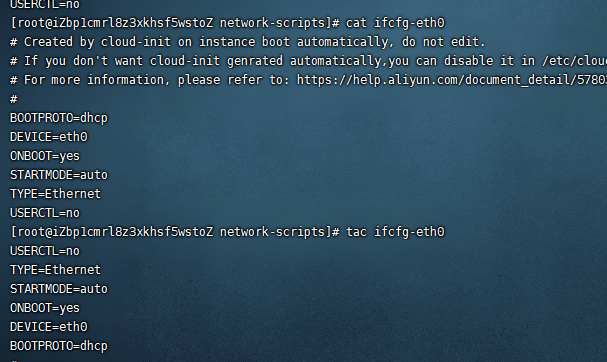 USERCTL=no
[root@iZbp1cmrl8z3xkhsf5wstoZ network-scripts]# cat ifcfg-eth0
# Created by cloud-init on instance boot automatically, do not edit.
# If you don't want cloud-init genrated automatically,you can disable it in /etc/clou
# For more information, please refer to: https://help.aliyun.com/document_detail/5780
#
BOOTPROTO=dhcp
DEVICE=eth0
ONBOOT=yes
STARTMODE=auto
TYPE=Ethernet
USERCTL=no
[root@iZbp1cmrl8z3xkhsf5wstoZ network-scripts]# tac ifcfg-eth0
USERCTL=no
TYPE=Ethernet
STARTMODE=auto
ONBOOT=yes
DEVICE=eth0
BOOTPROTO=dhcp
#